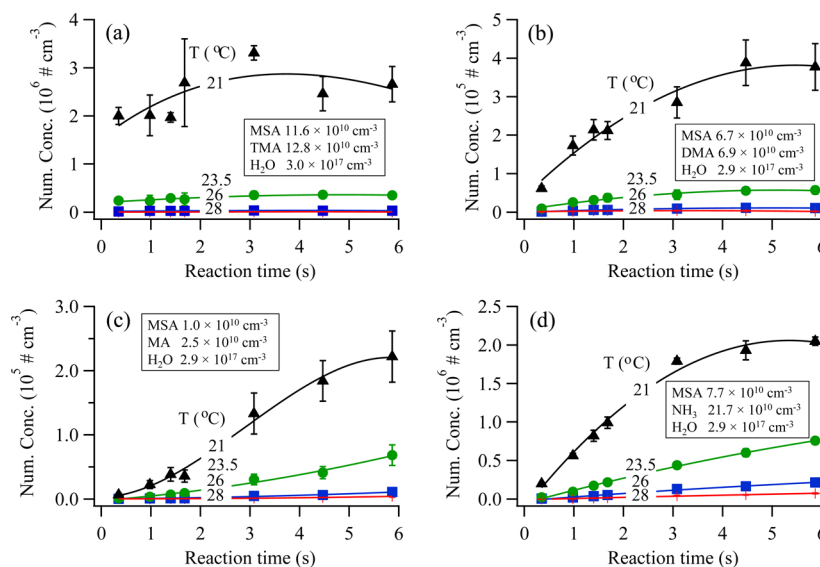 (a)
Num. Conc. (10⁶ # cm⁻³)
4
3
2
1
0
T (°C)
21
MSA 11.6 × 10¹⁰ cm⁻³
TMA 12.8 × 10¹⁰ cm⁻³
H₂O 3.0 × 10¹⁷ cm⁻³
23.5
26
28
0 1 2 3 4 5 6
Reaction time (s)
(b)
Num. Conc. (10⁵ # cm⁻³)
5
4
3
2
1
0
T (°C)
21
MSA 6.7 × 10¹⁰ cm⁻³
DMA 6.9 × 10¹⁰ cm⁻³
H₂O 2.9 × 10¹⁷ cm⁻³
23.5
26
28
0 1 2 3 4 5 6
Reaction time (s)
(c)
Num. Conc. (10⁵ # cm⁻³)
3.0
2.0
1.0
0.0
MSA 1.0 × 10¹⁰ cm⁻³
MA 2.5 × 10¹⁰ cm⁻³
H₂O 2.9 × 10¹⁷ cm⁻³
T (°C)
21
23.5
26
28
0 1 2 3 4 5 6
Reaction time (s)
(d)
Num. Conc. (10⁶ # cm⁻³)
2.5
2.0
1.5
1.0
0.5
0.0
T (°C)
21
MSA 7.7 × 10¹⁰ cm⁻³
NH₃ 21.7 × 10¹⁰ cm⁻³
H₂O 2.9 × 10¹⁷ cm⁻³
23.5
26
28
0 1 2 3 4 5 6
Reaction time (s)